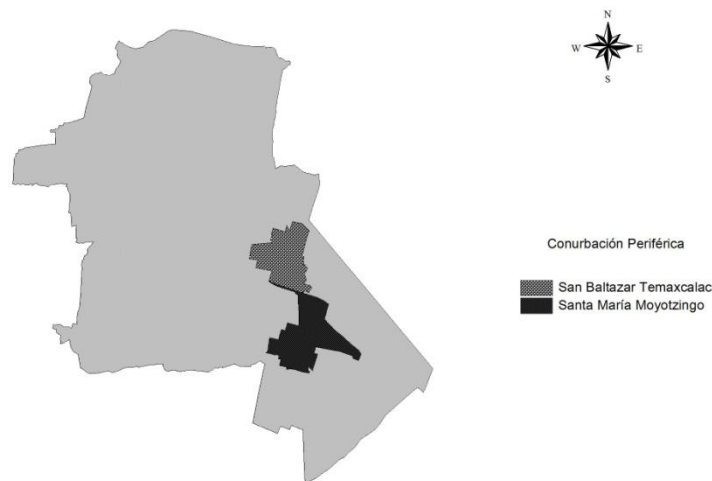 N
W E
S
Conurbación Periférica
San Baltazar Temaxcalac
Santa María Moyotzingo